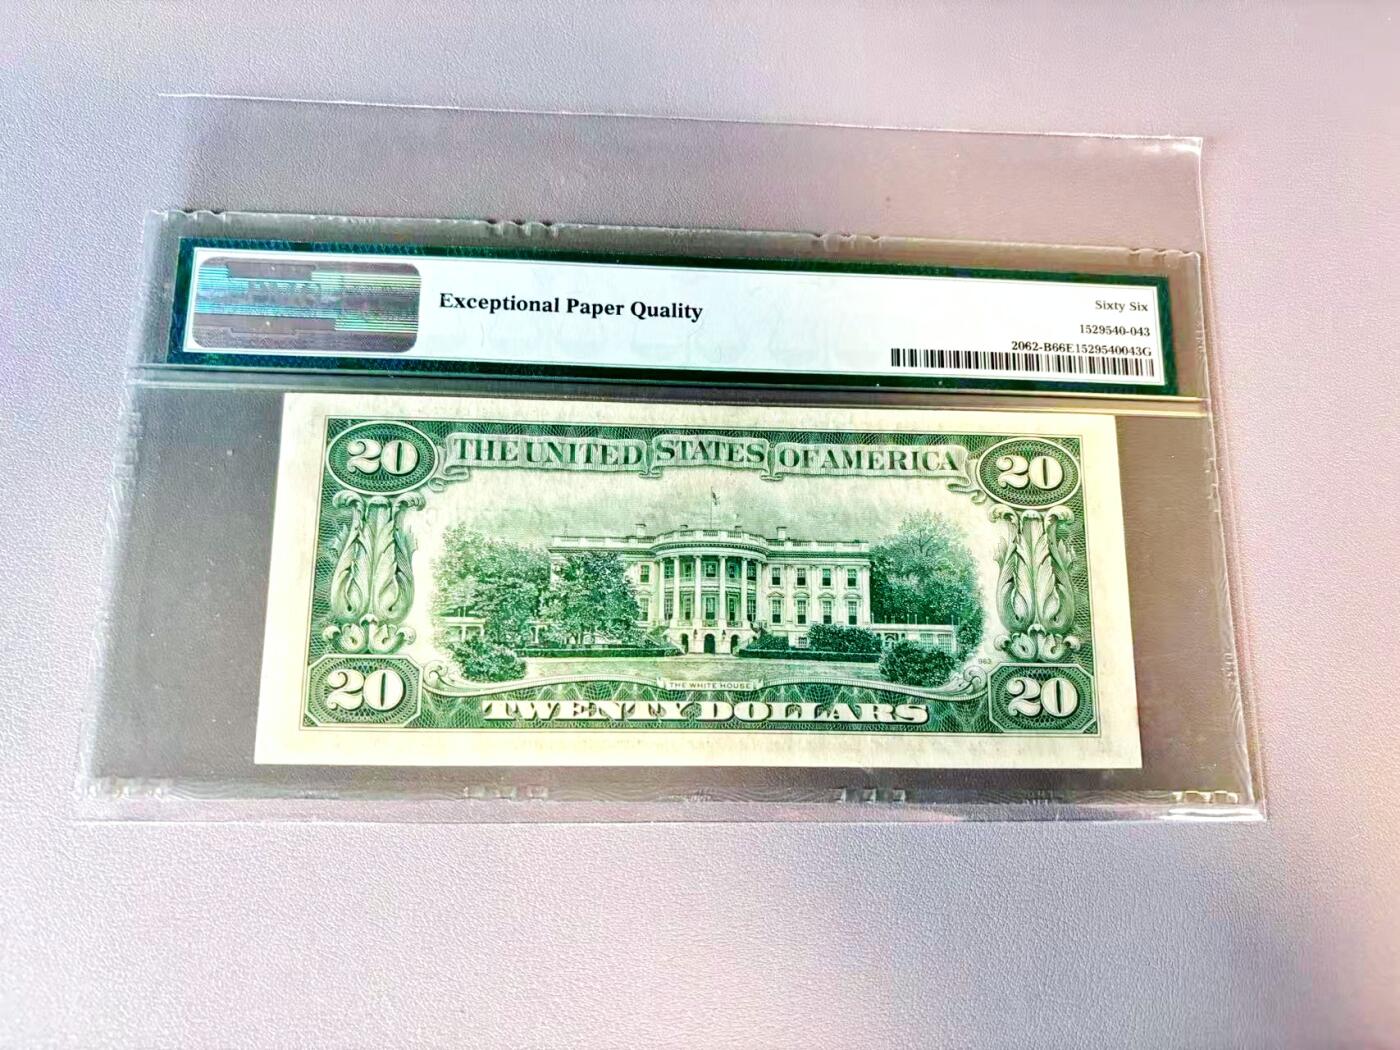 Exceptional Paper Quality
Sixty Six
1529540-043
2062-B66E1529540043G
20 THE UNITED STATES OF AMERICA 20
THE WHITE HOUSE
20 TWENTY DOLLARS 20